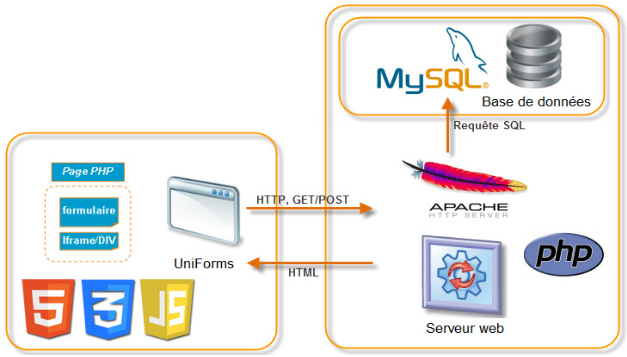 MySQL®
Base de données
Requête SQL
Page PHP
formulaire
Iframe/DIV
UniForms
HTTP, GET/POST
HTML
APACHE
HTTP SERVER
php
Serveur web
5
3
JS